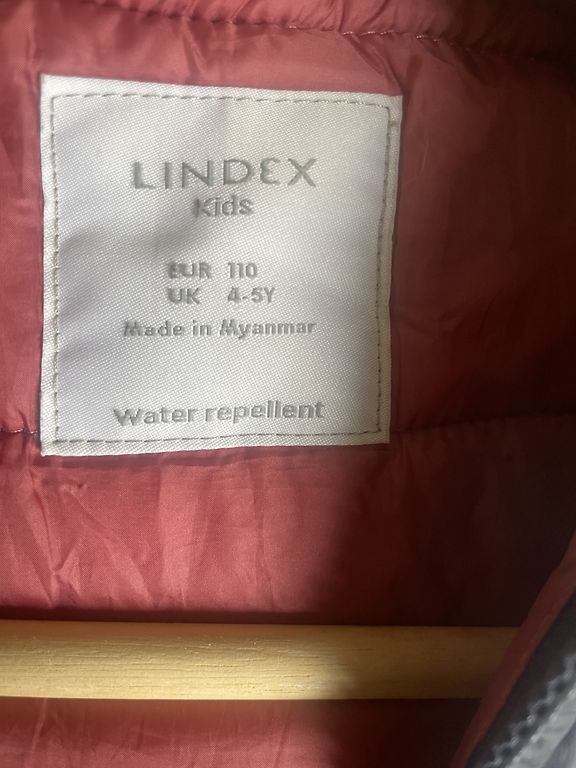 LINDEX
Kids
EUR 110
UK 4-5Y
Made in Myanmar
Water repellent